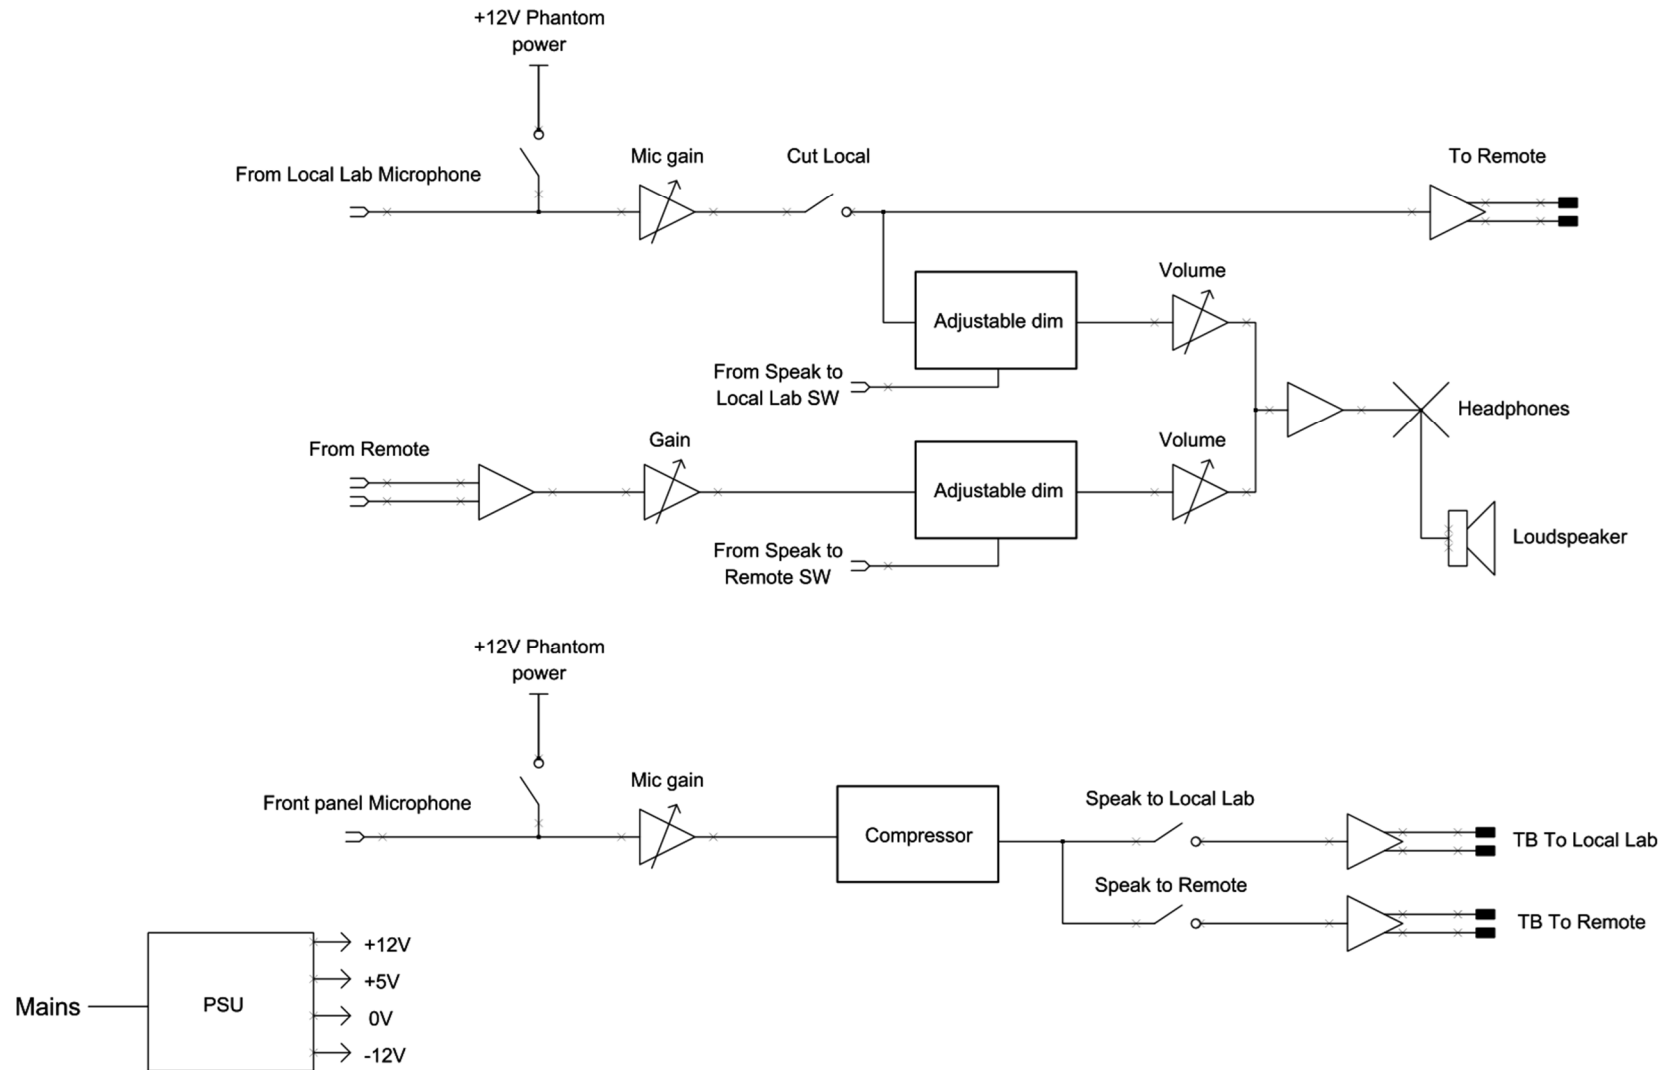 +12V Phantom
power
From Local Lab Microphone
Mic gain
Cut Local
To Remote
Volume
Adjustable dim
From Speak to
Local Lab SW
Headphones
From Remote
Gain
Volume
Adjustable dim
From Speak to
Remote SW
Loudspeaker
+12V Phantom
power
Front panel Microphone
Mic gain
Compressor
Speak to Local Lab
TB To Local Lab
Speak to Remote
TB To Remote
Mains
PSU
+12V
+5V
0V
-12V